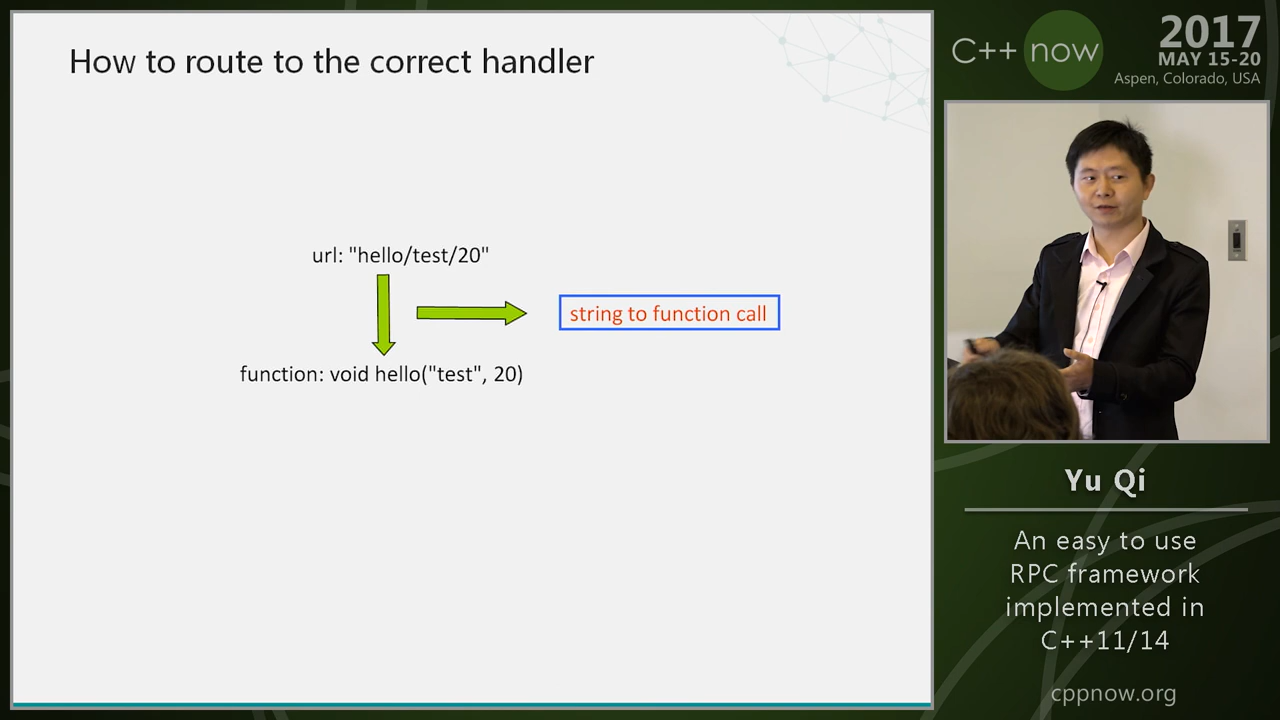 How to route to the correct handler
url: "hello/test/20"
string to function call
function: void hello("test", 20)
C++ now
2017
MAY 15-20
Aspen, Colorado, USA
Yu Qi
An easy to use
RPC framework
implemented in
C++11/14
cppnow.org